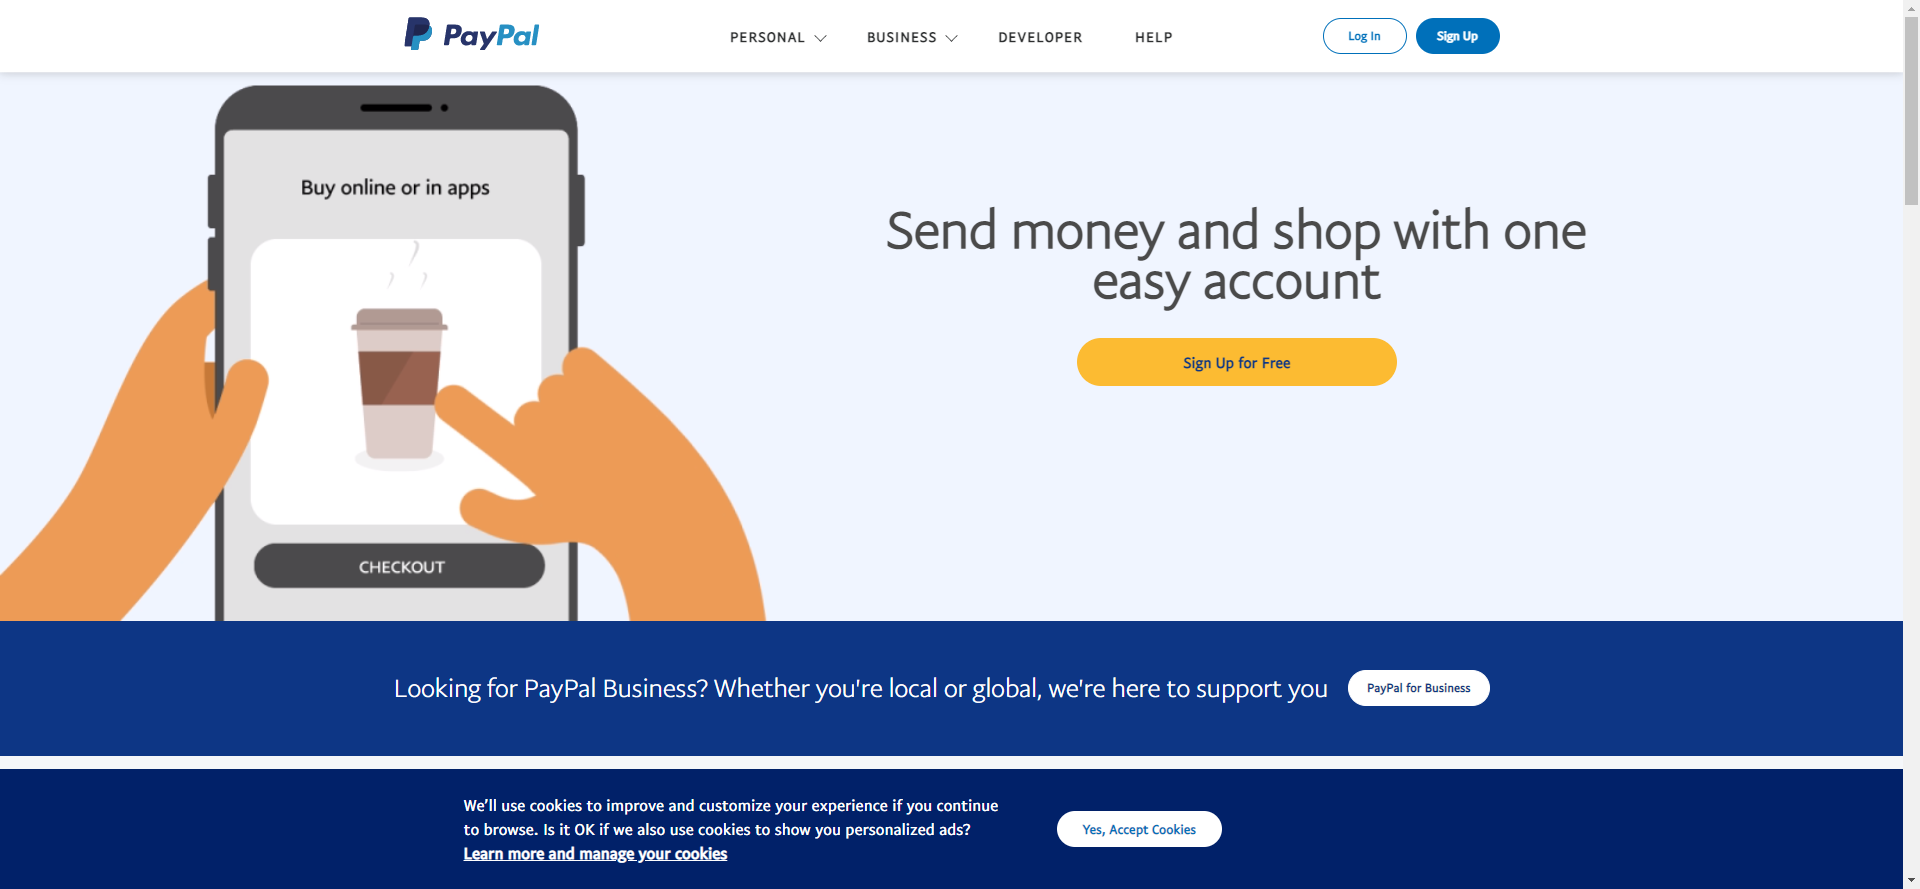 PayPal
PERSONAL
BUSINESS
DEVELOPER
HELP
Log In
Sign Up
Buy online or in apps
CHECKOUT
Send money and shop with one
easy account
Sign Up for Free
Looking for PayPal Business? Whether you're local or global, we're here to support you
PayPal for Business
We’ll use cookies to improve and customize your experience if you continue
to browse. Is it OK if we also use cookies to show you personalized ads?
Learn more and manage your cookies
Yes, Accept Cookies